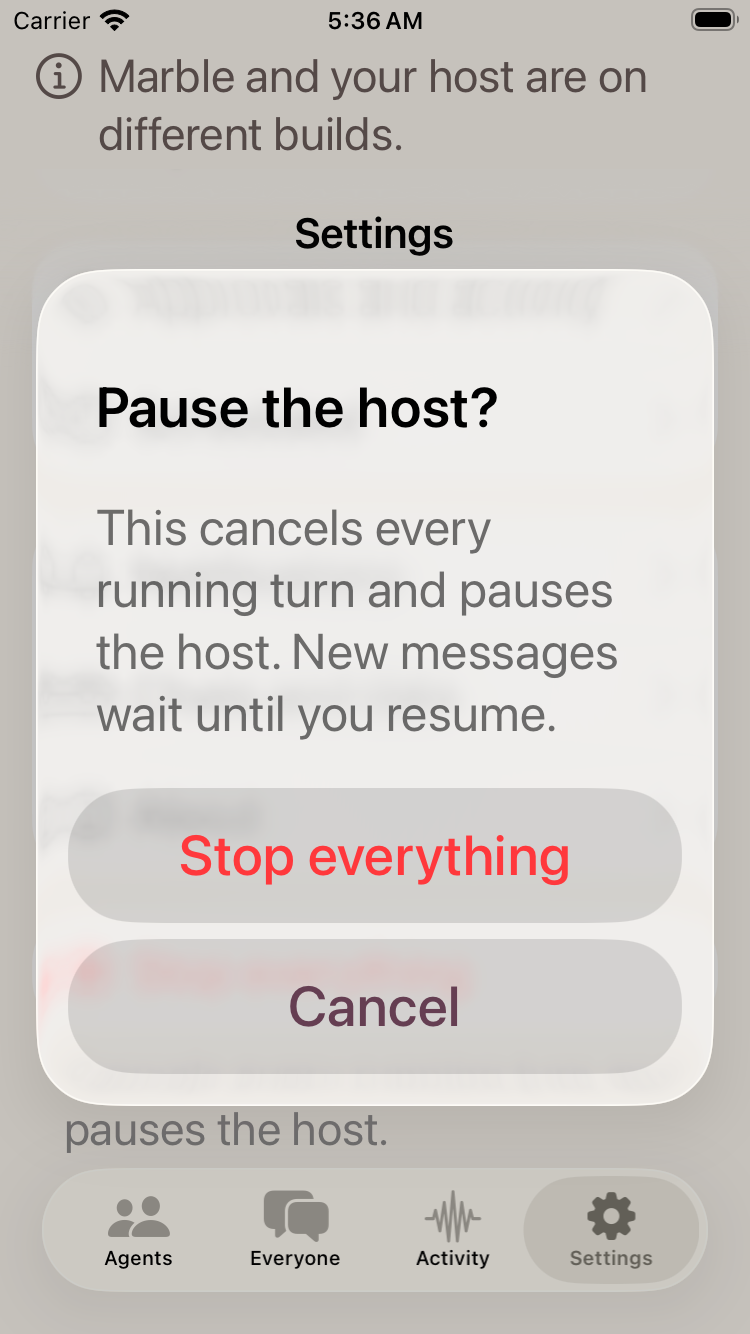 Carrier
5:36 AM
Marble and your host are on
different builds.
Settings
Pause the host?
This cancels every
running turn and pauses
the host. New messages
wait until you resume.
Stop everything
Cancel
pauses the host.
Agents
Everyone
Activity
Settings